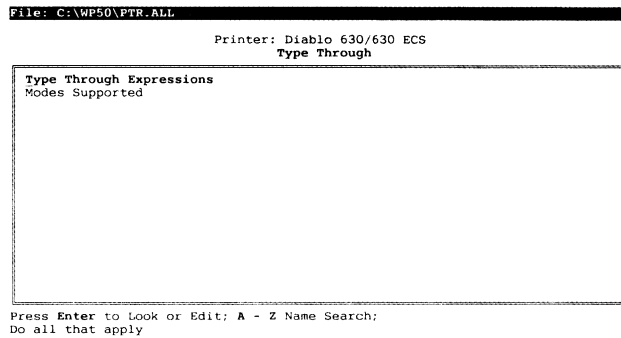 File: C:\WP50\PTR.ALL
Printer: Diablo 630/630 ECS
Type Through
Type Through Expressions
Modes Supported
Press Enter to Look or Edit; A - Z Name Search;
Do all that apply